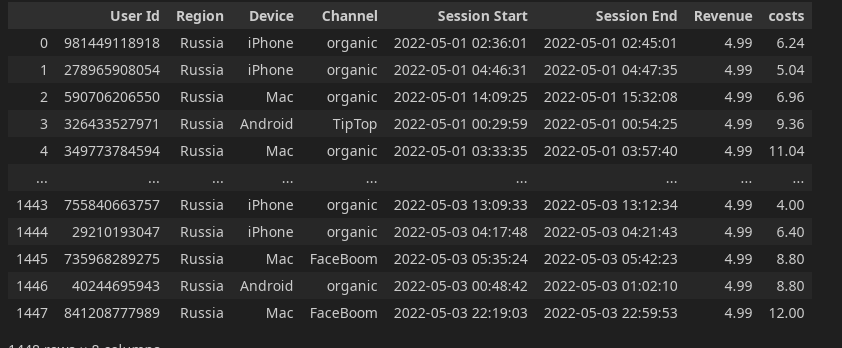 User Id Region Device Channel Session Start Session End Revenue costs
0 981449118918 Russia iPhone organic 2022-05-01 02:36:01 2022-05-01 02:45:01 4.99 6.24
1 278965908054 Russia iPhone organic 2022-05-01 04:46:31 2022-05-01 04:47:35 4.99 5.04
2 590706206550 Russia Mac organic 2022-05-01 14:09:25 2022-05-01 15:32:08 4.99 6.96
3 326433527971 Russia Android TipTop 2022-05-01 00:29:59 2022-05-01 00:54:25 4.99 9.36
4 349773784594 Russia Mac organic 2022-05-01 03:33:35 2022-05-01 03:57:40 4.99 11.04
... ... ... ... ... ... ... ... ...
1443 755840663757 Russia iPhone organic 2022-05-03 13:09:33 2022-05-03 13:12:34 4.99 4.00
1444 29210193047 Russia iPhone organic 2022-05-03 04:17:48 2022-05-03 04:21:43 4.99 6.40
1445 735968289275 Russia Mac FaceBoom 2022-05-03 05:35:24 2022-05-03 05:42:23 4.99 8.80
1446 40244695943 Russia Android organic 2022-05-03 00:48:42 2022-05-03 01:02:10 4.99 8.80
1447 841208777989 Russia Mac FaceBoom 2022-05-03 22:19:03 2022-05-03 22:59:53 4.99 12.00
1448 rows x 8 columns